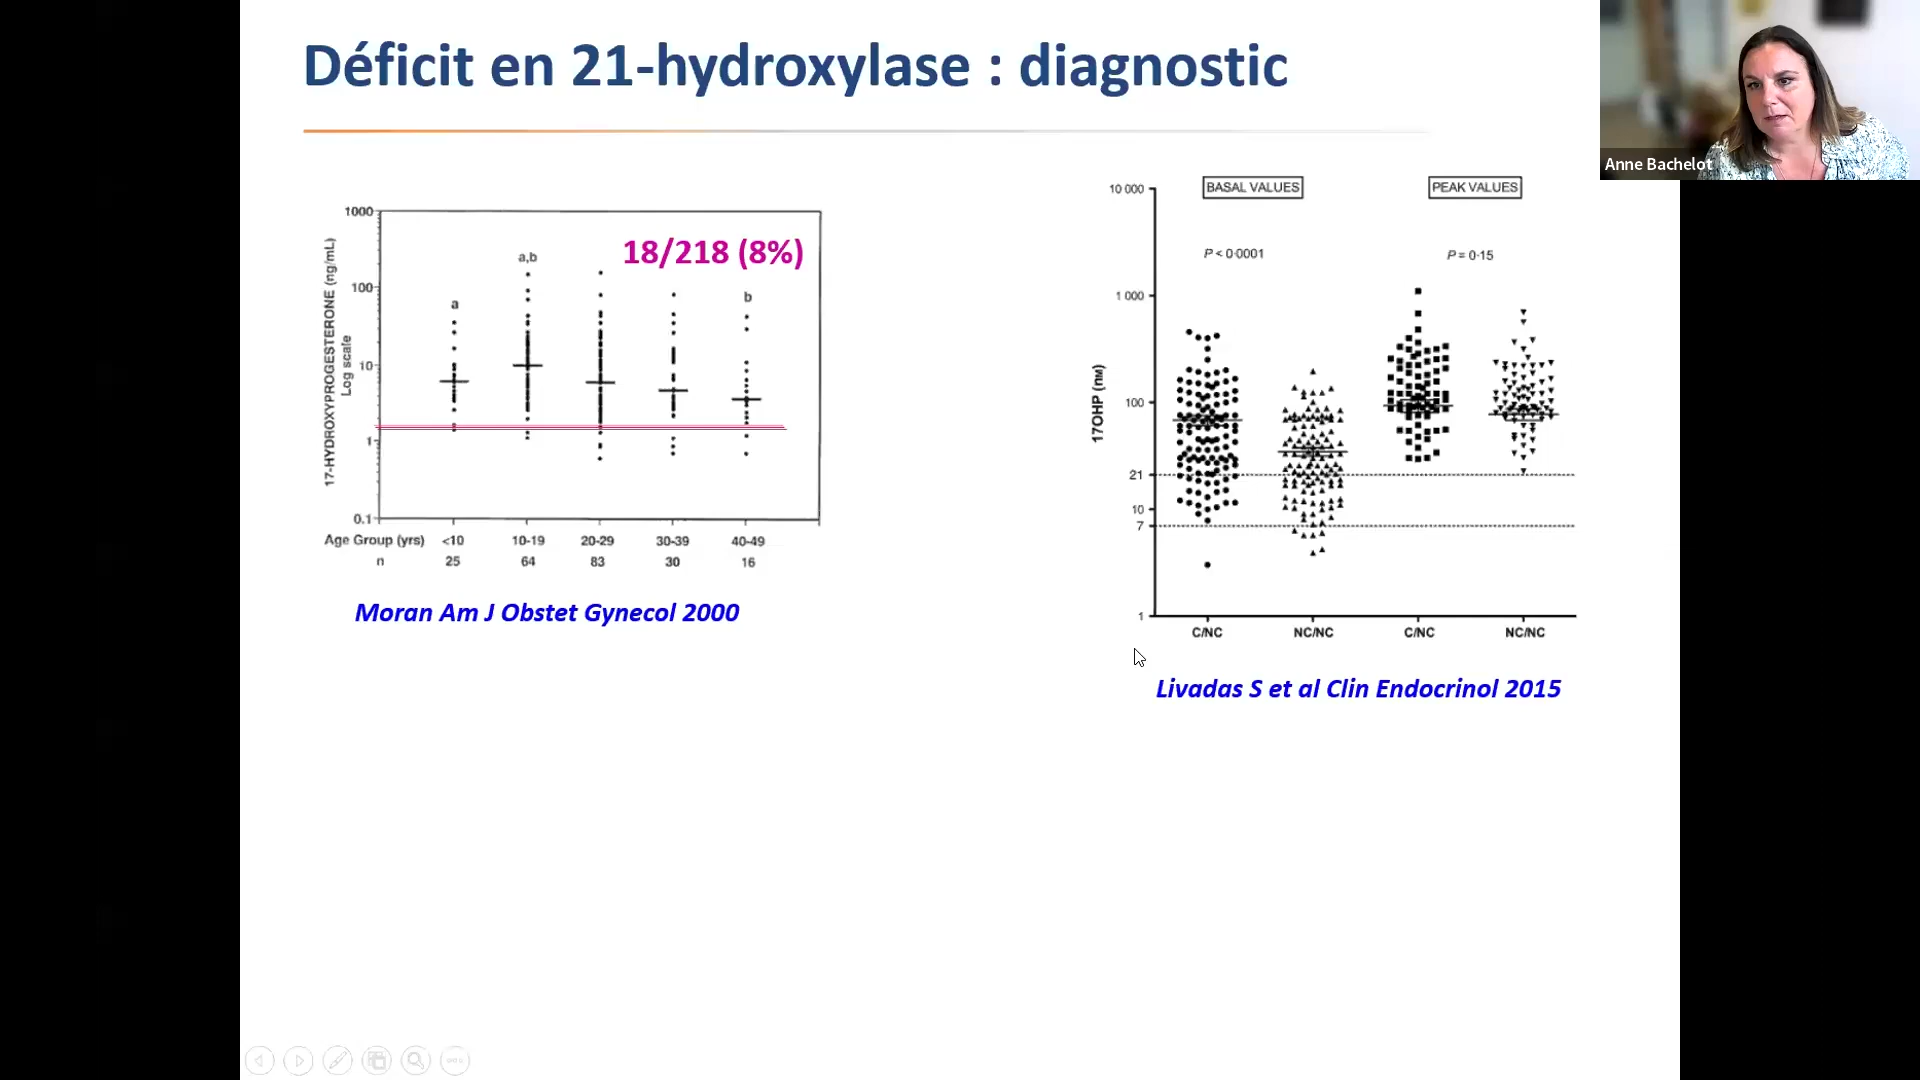 Déficit en 21-hydroxylase : diagnostic
Anne Bachelot
17-HYDROXYPROGESTERONE (ng/mL)
Log scale
1000
100
10
1
0.1
18/218 (8%)
a
a,b
b
Age Group (yrs) <10 10-19 20-29 30-39 40-49
n 25 64 83 30 16
Moran Am J Obstet Gynecol 2000
BASAL VALUES PEAK VALUES
P < 0·0001 P = 0·15
17OHP (nM)
10 000
1 000
100
21
10
7
1
C/NC NC/NC C/NC NC/NC
Livadas S et al Clin Endocrinol 2015